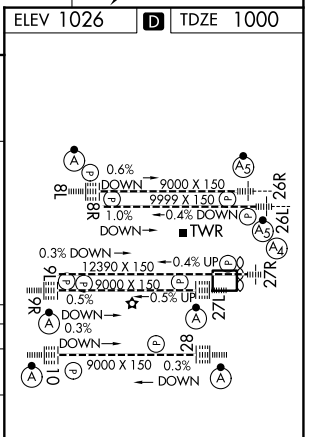 ELEV 1026 D TDZE 1000
A P 0.6% A5
DOWN 9000 X 150
8L P P 26R
8R 9999 X 150
1.0% 0.4% DOWN P 26L
DOWN TWR A5 A4
0.3% DOWN 0.4% UP P 27R
12390 X 150
9L P P 9000 X 150 P
9R 0.5% 0.5% UP 27L
A DOWN A
0.3%
DOWN P 28
10 9000 X 150 0.3%
A DOWN A